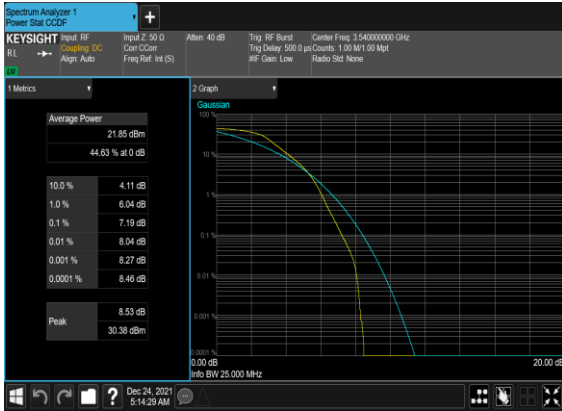 Spectrum Analyzer 1
Power Stat CCDF
+
KEYSIGHT Input: RF Input Z: 50 Ω Atten: 40 dB Trig: RF Burst Center Freq: 3.540000000 GHz
RL Coupling: DC Corr CCorr Trig Delay: 500.0 µs Counts: 1.00 M/1.00 Mpt
Align: Auto Freq Ref: Int (S) #IF Gain: Low Radio Std: None
1 Metrics
Average Power
21.85 dBm
44.63 % at 0 dB
10.0 % 4.11 dB
1.0 % 6.04 dB
0.1 % 7.19 dB
0.01 % 8.04 dB
0.001 % 8.27 dB
0.0001 % 8.46 dB
Peak 8.53 dB
30.38 dBm
2 Graph
Gaussian
100 %
10 %
1 %
0.1 %
0.01 %
0.001 %
0.0001 %
0.00 dB 20.00 dB
Info BW 25.000 MHz
? Dec 24, 2021
5:14:29 AM